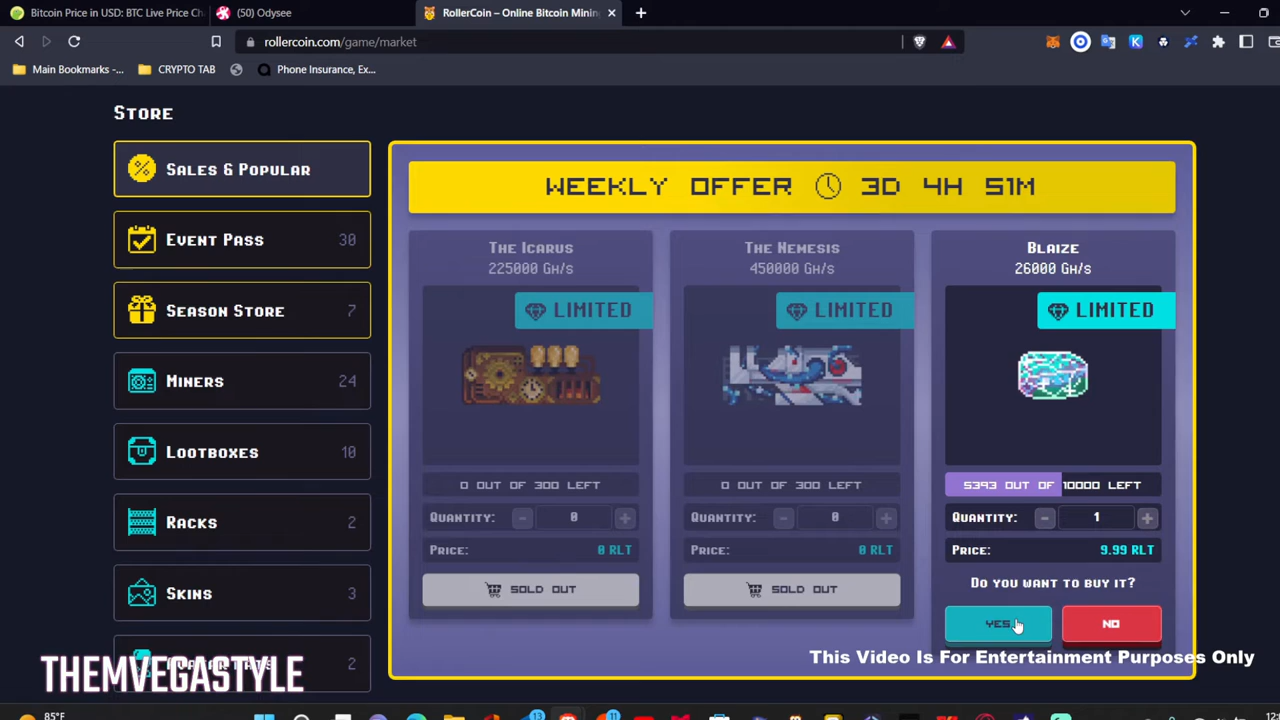 Bitcoin Price in USD: BTC Live Price Ch
(50) Odysee
RollerCoin – Online Bitcoin Minin
rollercoin.com/game/market
Main Bookmarks -...
CRYPTO TAB
Phone Insurance, Ex...
Store
Sales & Popular
Event Pass 30
Season Store 7
Miners 24
Lootboxes 10
Racks 2
Skins 3
2
WEEKLY OFFER 3D 4H 51M
The Icarus
225000 Gh/s
LIMITED
0 OUT OF 300 LEFT
Quantity: - 0 +
Price: 0 RLT
SOLD OUT
The Nemesis
450000 Gh/s
LIMITED
0 OUT OF 300 LEFT
Quantity: - 0 +
Price: 0 RLT
SOLD OUT
Blaize
26000 Gh/s
LIMITED
5393 OUT OF 10000 LEFT
Quantity: - 1 +
Price: 9.99 RLT
Do you want to buy it?
YES
NO
This Video Is For Entertainment Purposes Only
THEMVEGASTYLE
85°F
13
11